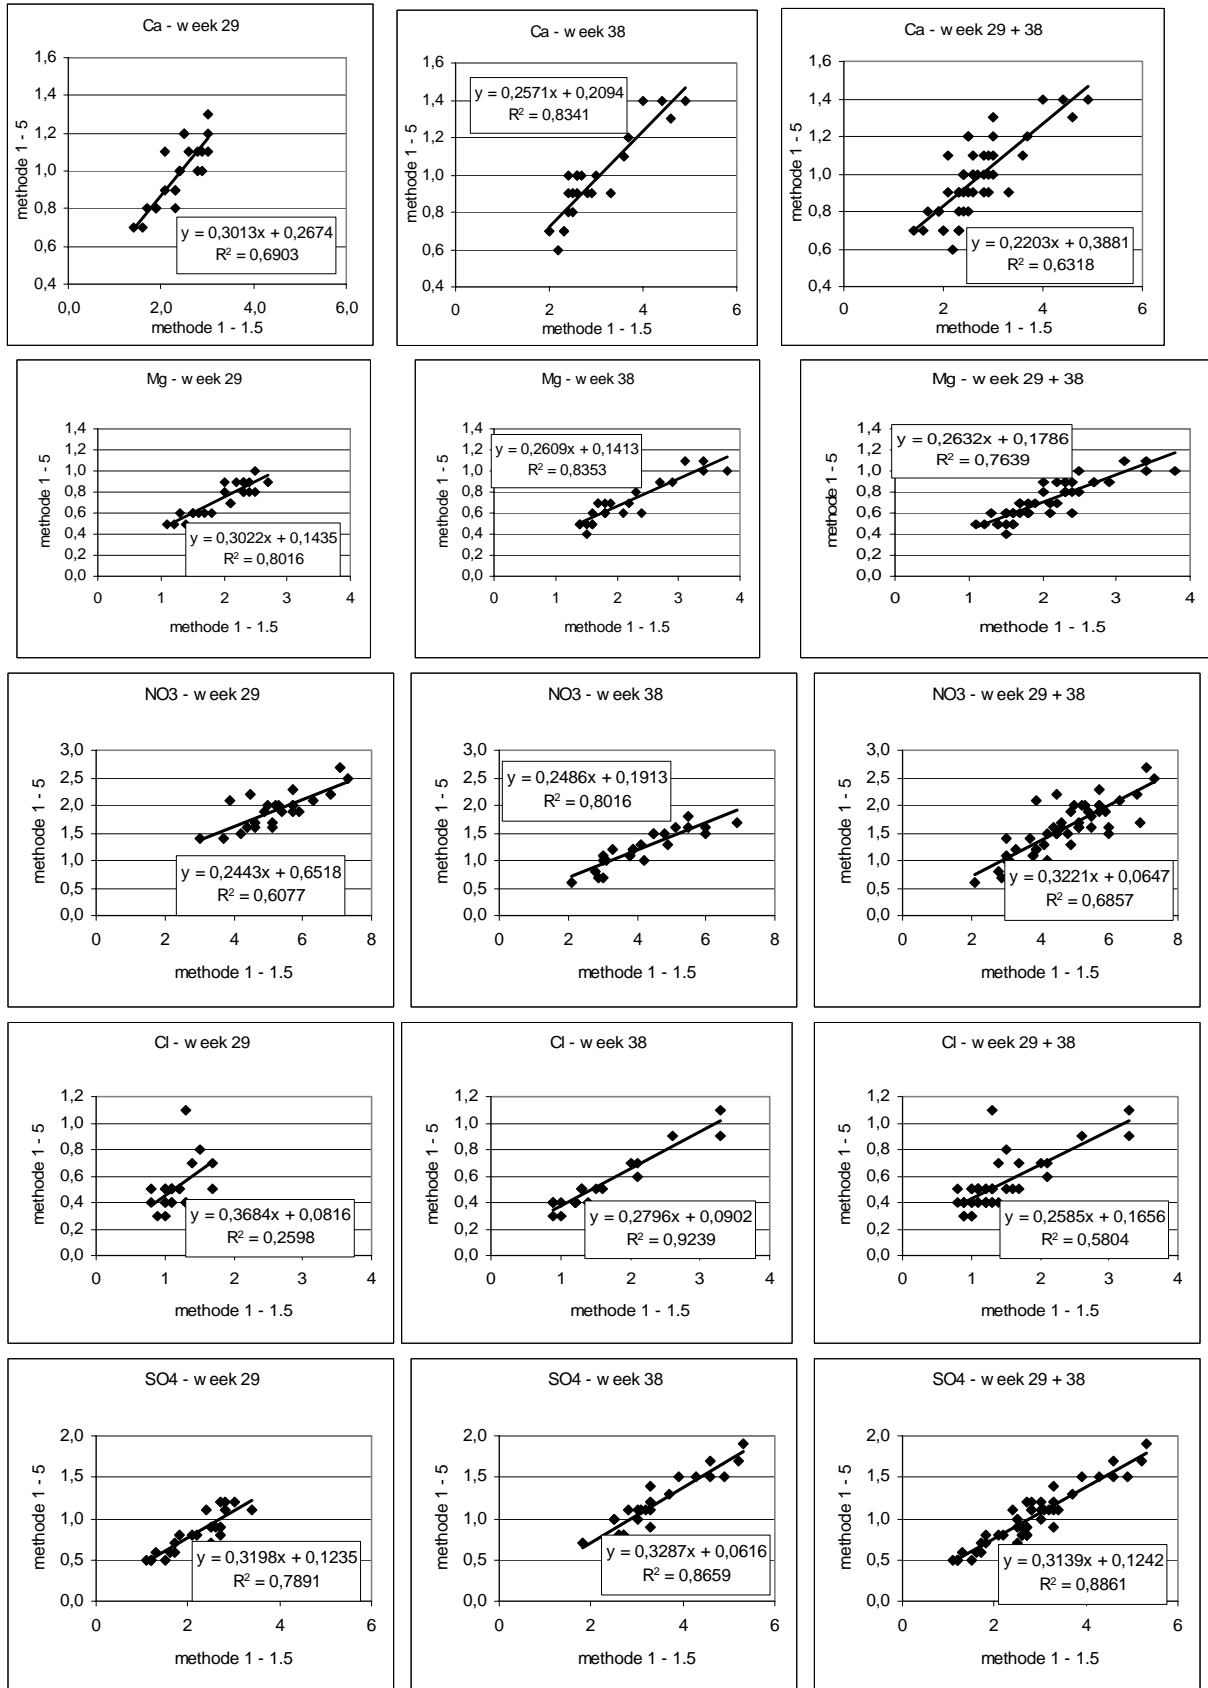 Ca - week 29
1,6
1,4
1,2
1,0
0,8
0,6
0,4
methode 1 - 5
y = 0,3013x + 0,2674
R² = 0,6903
0,0 2,0 4,0 6,0
methode 1 - 1.5
Ca - week 38
1,6
1,4
1,2
1,0
0,8
0,6
0,4
methode 1 - 5
y = 0,2571x + 0,2094
R² = 0,8341
0 2 4 6
methode 1 - 1.5
Ca - week 29 + 38
1,6
1,4
1,2
1,0
0,8
0,6
0,4
methode 1 - 5
y = 0,2203x + 0,3881
R² = 0,6318
0 2 4 6
methode 1 - 1.5
Mg - week 29
1,4
1,2
1,0
0,8
0,6
0,4
0,2
0,0
methode 1 - 5
y = 0,3022x + 0,1435
R² = 0,8016
0 1 2 3 4
methode 1 - 1.5
Mg - week 38
1,4
1,2
1,0
0,8
0,6
0,4
0,2
0,0
methode 1 - 5
y = 0,2609x + 0,1413
R² = 0,8353
0 1 2 3 4
methode 1 - 1.5
Mg - week 29 + 38
1,4
1,2
1,0
0,8
0,6
0,4
0,2
0,0
methode 1 - 5
y = 0,2632x + 0,1786
R² = 0,7639
0 1 2 3 4
methode 1 - 1.5
NO3 - week 29
3,0
2,5
2,0
1,5
1,0
0,5
0,0
methode 1 - 5
y = 0,2443x + 0,6518
R² = 0,6077
0 2 4 6 8
methode 1 - 1.5
NO3 - week 38
3,0
2,5
2,0
1,5
1,0
0,5
0,0
methode 1 - 5
y = 0,2486x + 0,1913
R² = 0,8016
0 2 4 6 8
methode 1 - 1.5
NO3 - week 29 + 38
3,0
2,5
2,0
1,5
1,0
0,5
0,0
methode 1 - 5
y = 0,3221x + 0,0647
R² = 0,6857
0 2 4 6 8
methode 1 - 1.5
Cl - week 29
1,2
1,0
0,8
0,6
0,4
0,2
0,0
methode 1 - 5
y = 0,3684x + 0,0816
R² = 0,2598
0 1 2 3 4
methode 1 - 1.5
Cl - week 38
1,2
1,0
0,8
0,6
0,4
0,2
0,0
methode 1 - 5
y = 0,2796x + 0,0902
R² = 0,9239
0 1 2 3 4
methode 1 - 1.5
Cl - week 29 + 38
1,2
1,0
0,8
0,6
0,4
0,2
0,0
methode 1 - 5
y = 0,2585x + 0,1656
R² = 0,5804
0 1 2 3 4
methode 1 - 1.5
SO4 - week 29
2,0
1,5
1,0
0,5
0,0
methode 1 - 5
y = 0,3198x + 0,1235
R² = 0,7891
0 2 4 6
methode 1 - 1.5
SO4 - week 38
2,0
1,5
1,0
0,5
0,0
methode 1 - 5
y = 0,3287x + 0,0616
R² = 0,8659
0 2 4 6
methode 1 - 1.5
SO4 - week 29 + 38
2,0
1,5
1,0
0,5
0,0
methode 1 - 5
y = 0,3139x + 0,1242
R² = 0,8861
0 2 4 6
methode 1 - 1.5